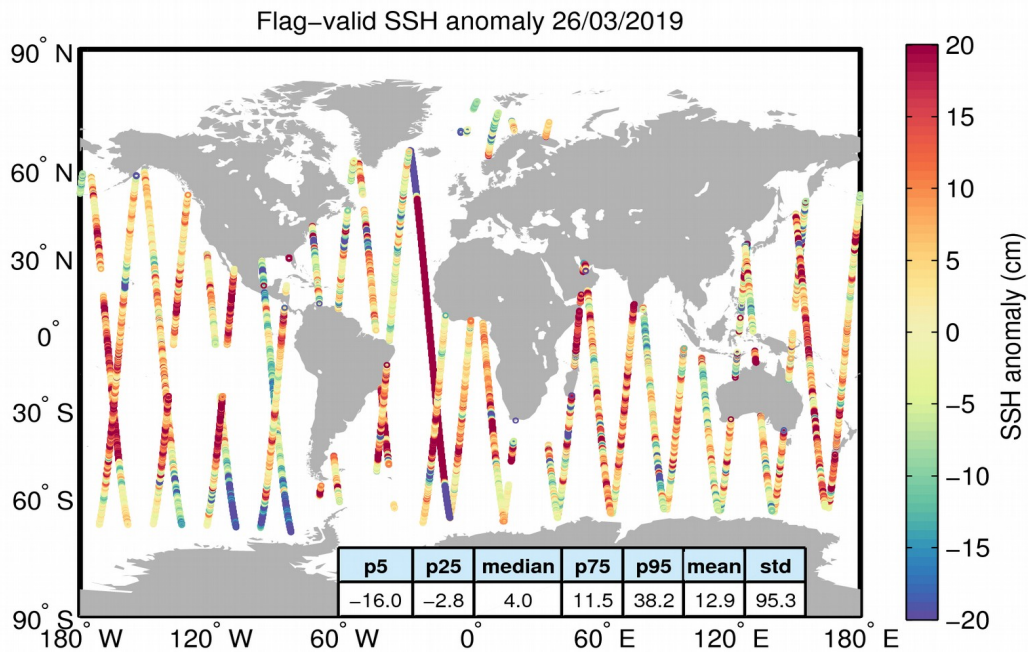 Flag−valid SSH anomaly 26/03/2019
90° N
60° N
30° N
0°
30° S
60° S
90° S
180° W
120° W
60° W
0°
60° E
120° E
180° E
p5 p25 median p75 p95 mean std
−16.0 −2.8 4.0 11.5 38.2 12.9 95.3
20
15
10
5
0
−5
−10
−15
−20
SSH anomaly (cm)